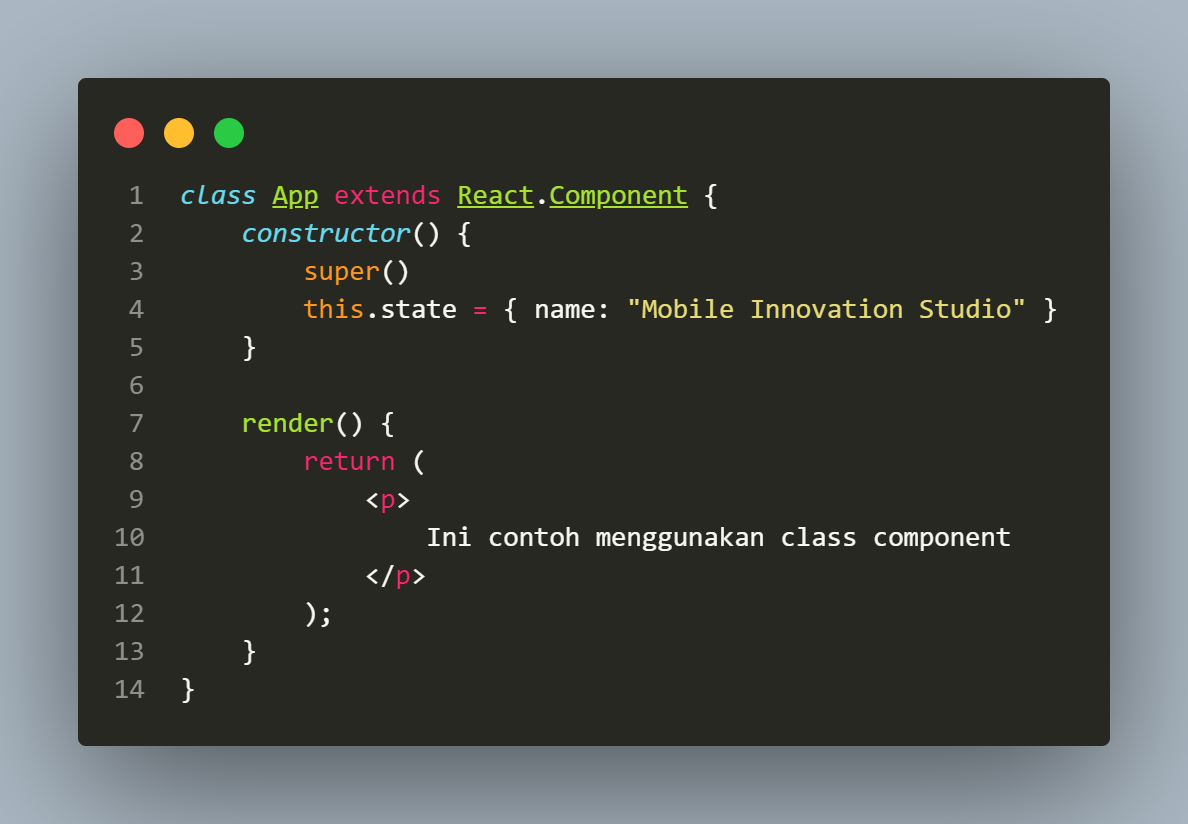 1 class App extends React.Component {
2     constructor() {
3         super()
4         this.state = { name: "Mobile Innovation Studio" }
5     }
6
7     render() {
8         return (
9             <p>
10                 Ini contoh menggunakan class component
11             </p>
12         );
13     }
14 }